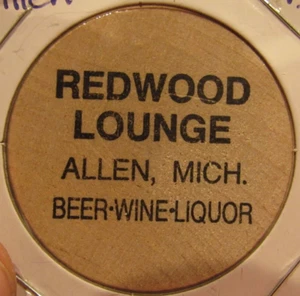 REDWOOD
LOUNGE
ALLEN, MICH.
BEER·WINE·LIQUOR